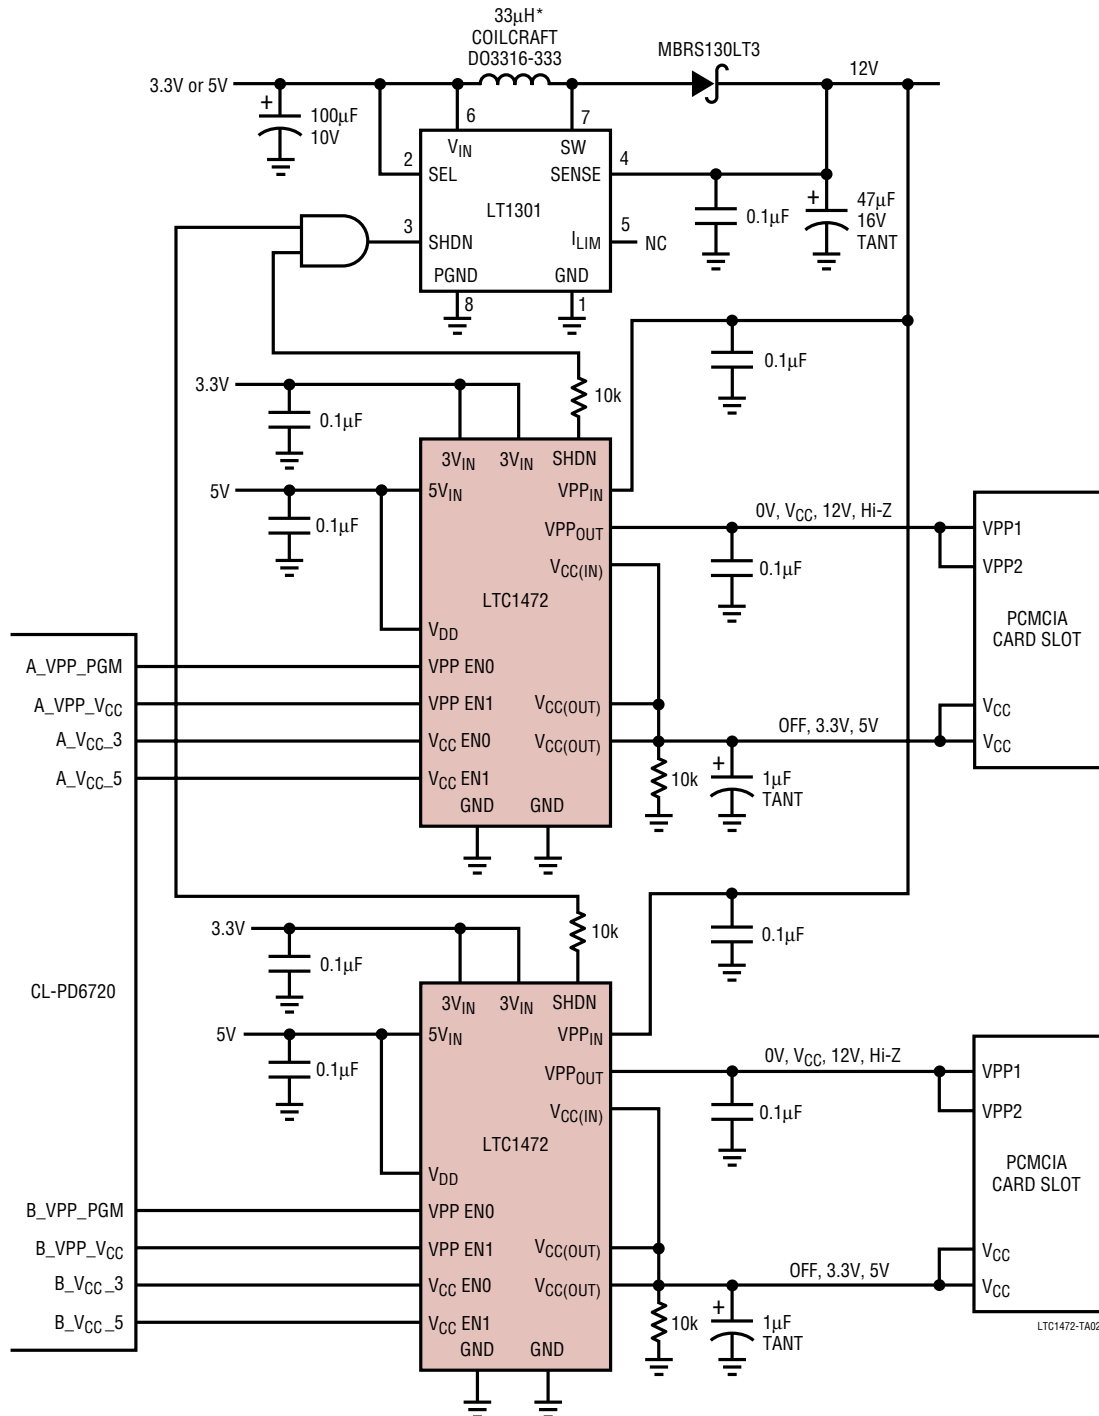 33µH*
COILCRAFT
DO3316-333
MBRS130LT3
3.3V or 5V
12V
+
100µF
10V
6
7
VIN
SW
2
SEL
SENSE
4
LT1301
0.1µF
+
47µF
16V
TANT
3
SHDN
ILIM
5
NC
PGND
GND
8
1
0.1µF
3.3V
10k
0.1µF
3VIN
3VIN
SHDN
5V
5VIN
VPPIN
0.1µF
VPPOUT
0V, VCC, 12V, Hi-Z
VPP1
VCC(IN)
0.1µF
VPP2
LTC1472
PCMCIA
CARD SLOT
VDD
A_VPP_PGM
VPP EN0
A_VPP_VCC
VPP EN1
VCC(OUT)
VCC
A_VCC_3
VCC EN0
VCC(OUT)
OFF, 3.3V, 5V
VCC
A_VCC_5
VCC EN1
10k
+
1µF
TANT
GND
GND
3.3V
10k
0.1µF
0.1µF
CL-PD6720
3VIN
3VIN
SHDN
5V
5VIN
VPPIN
0.1µF
VPPOUT
0V, VCC, 12V, Hi-Z
VPP1
VCC(IN)
0.1µF
VPP2
LTC1472
PCMCIA
CARD SLOT
VDD
B_VPP_PGM
VPP EN0
B_VPP_VCC
VPP EN1
VCC(OUT)
VCC
B_VCC_3
VCC EN0
VCC(OUT)
OFF, 3.3V, 5V
VCC
B_VCC_5
VCC EN1
10k
+
1µF
TANT
GND
GND
LTC1472-TA02